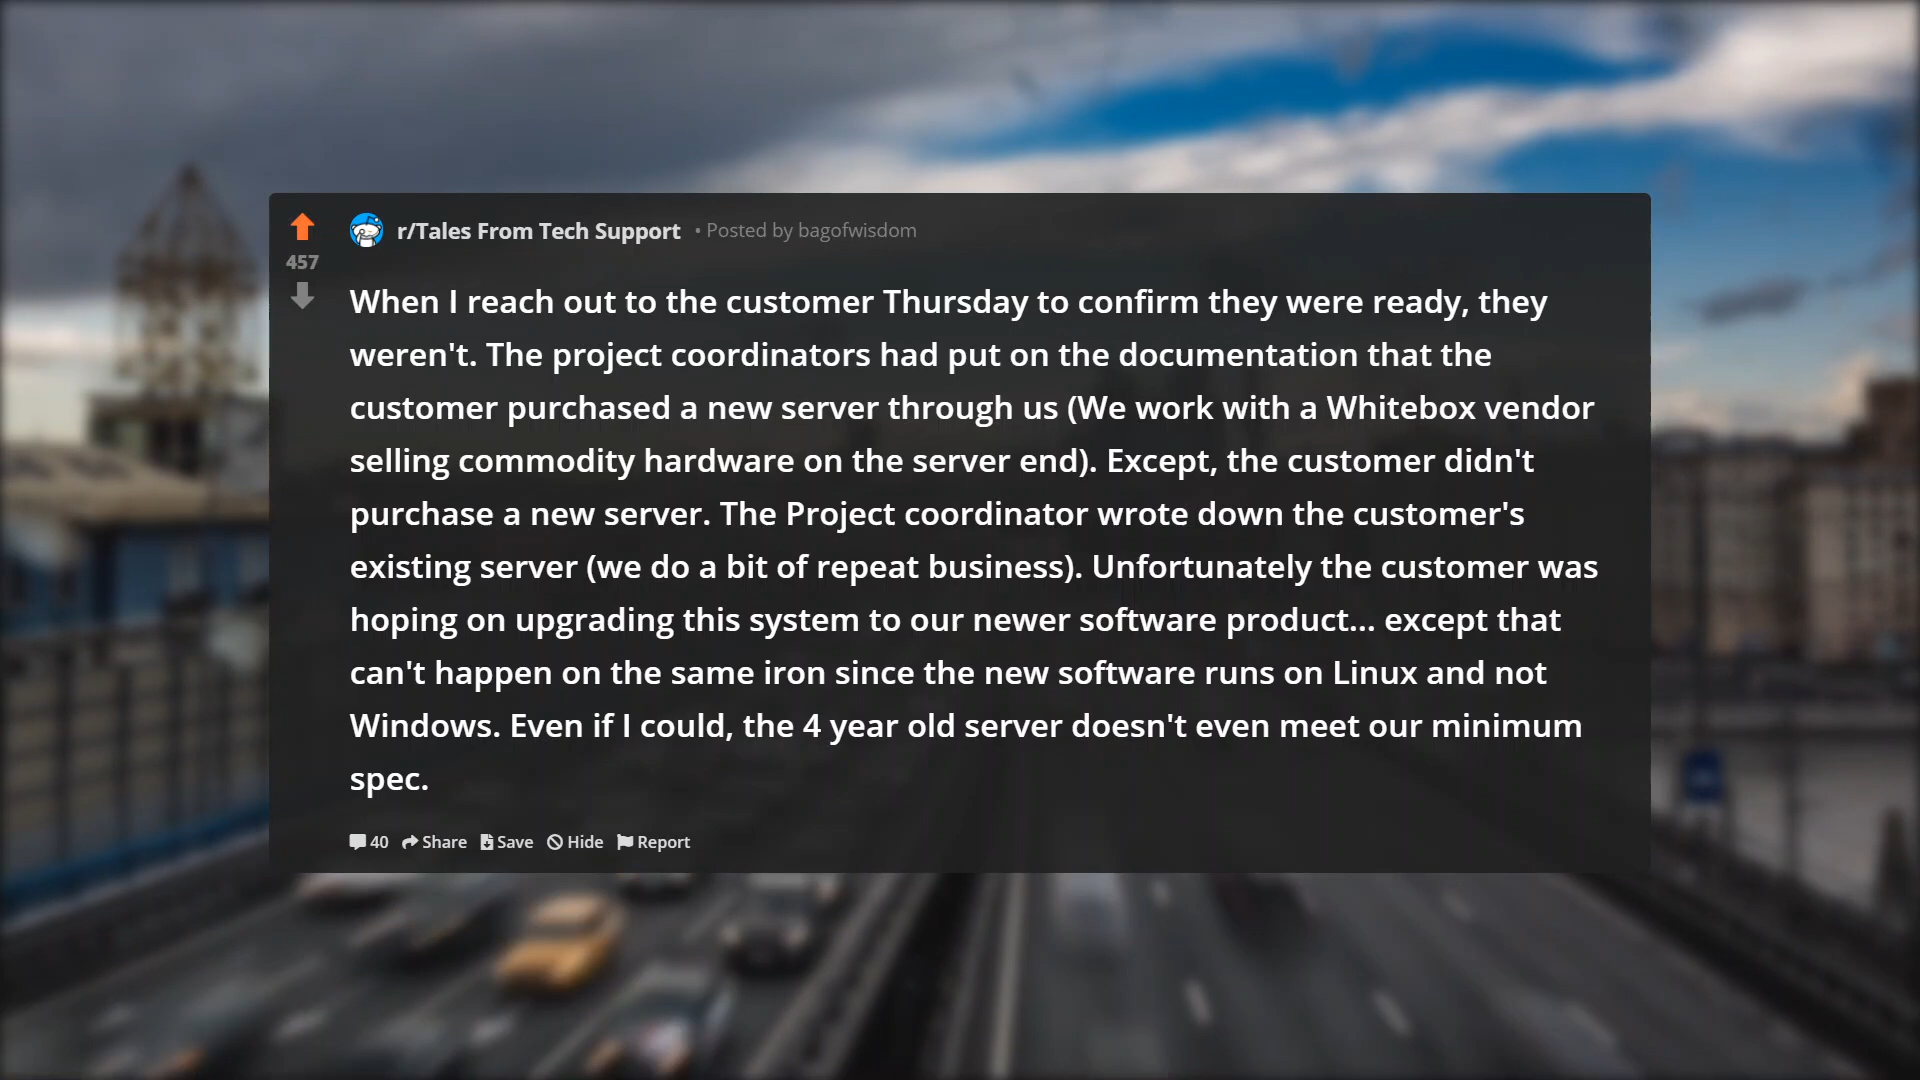 r/Tales From Tech Support • Posted by bagofwisdom
457
When I reach out to the customer Thursday to confirm they were ready, they
weren't. The project coordinators had put on the documentation that the
customer purchased a new server through us (We work with a Whitebox vendor
selling commodity hardware on the server end). Except, the customer didn't
purchase a new server. The Project coordinator wrote down the customer's
existing server (we do a bit of repeat business). Unfortunately the customer was
hoping on upgrading this system to our newer software product... except that
can't happen on the same iron since the new software runs on Linux and not
Windows. Even if I could, the 4 year old server doesn't even meet our minimum
spec.
40 Share Save Hide Report